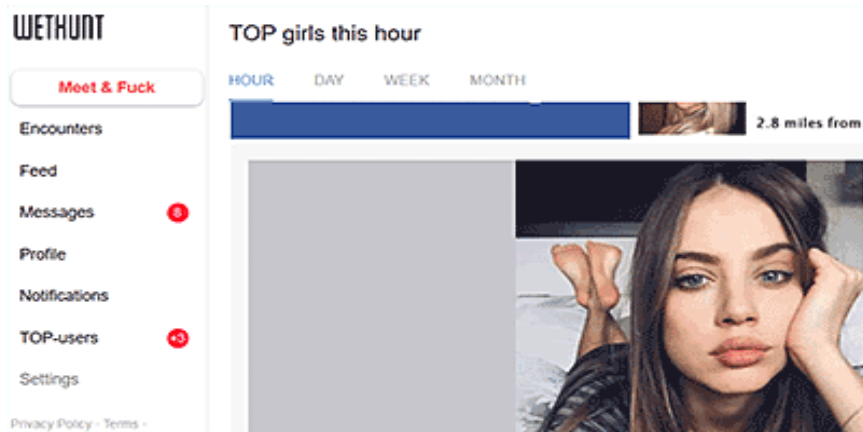 WETHUNT
Meet & Fuck
Encounters
Feed
Messages 8
Profile
Notifications
TOP-users +3
Settings
Privacy Policy - Terms -
TOP girls this hour
HOUR DAY WEEK MONTH
2.8 miles from